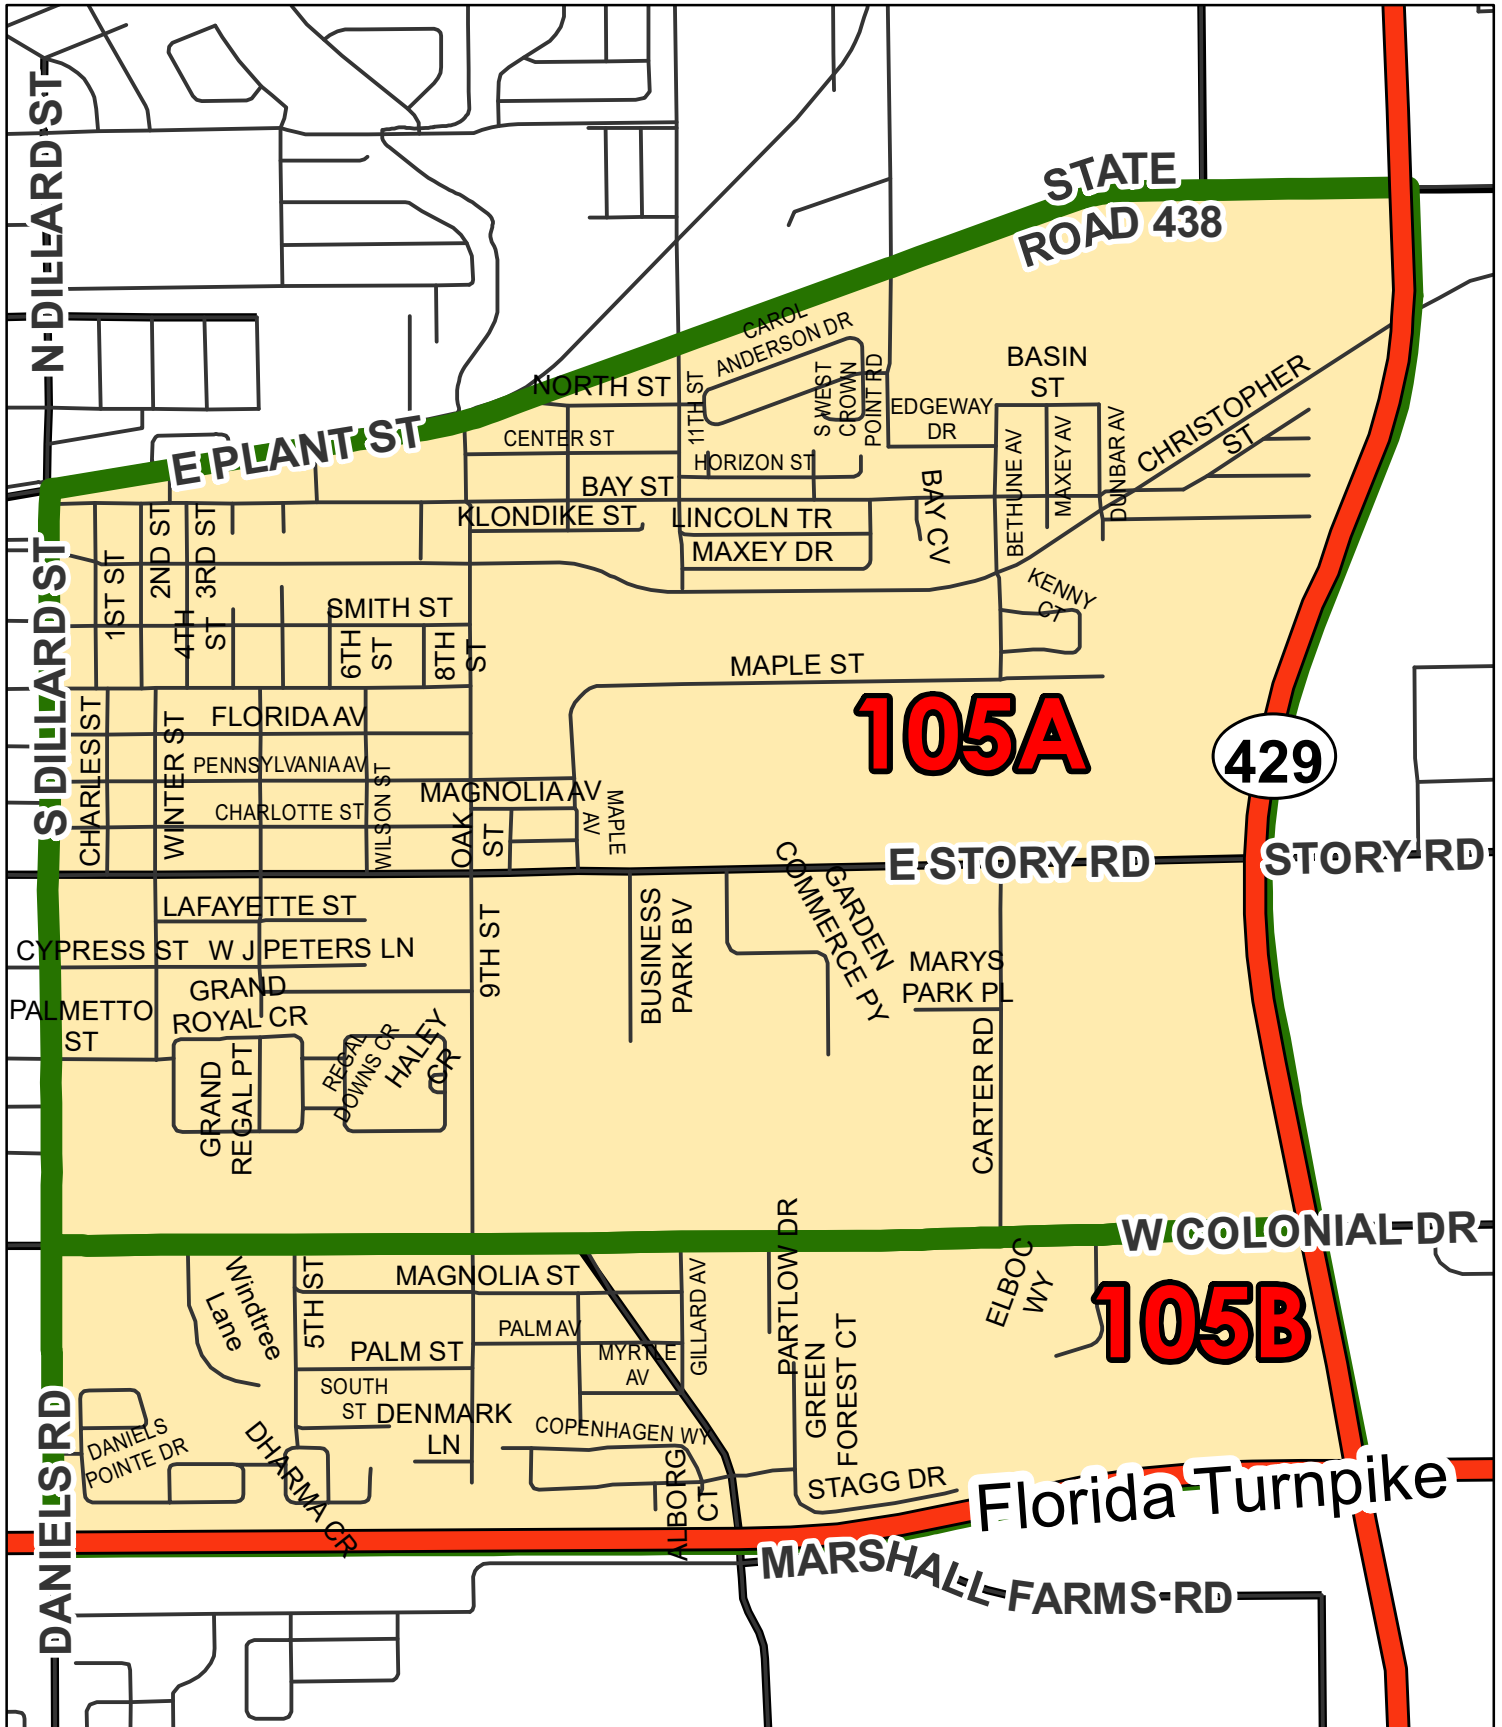 N DILLARD ST
STATE
ROAD 438
CAROL
ANDERSON DR
NORTH ST
11TH ST
S WEST
CROWN
POINT RD
BASIN
ST
EDGEWAY
DR
CHRISTOPHER
ST
E PLANT ST
CENTER ST
HORIZON ST
BAY ST
KLONDIKE ST
LINCOLN TR
MAXEY DR
BAY CV
BETHUNE AV
MAXEY AV
DUNBAR AV
KENNY
CT
S DILLARD ST
1ST ST
2ND ST
3RD ST
4TH
ST
SMITH ST
6TH
ST
8TH
ST
MAPLE ST
105A
429
CHARLES ST
WINTER ST
FLORIDA AV
PENNSYLVANIA AV
CHARLOTTE ST
WILSON ST
MAGNOLIA AV
OAK
ST
MAPLE
AV
E STORY RD
STORY RD
LAFAYETTE ST
CYPRESS ST
W J PETERS LN
PALMETTO
ST
GRAND
ROYAL CR
GRAND
REGAL PT
REGAL
DOWNS CR
HALEY
CR
9TH ST
BUSINESS
PARK BV
GARDEN
COMMERCE PY
MARYS
PARK PL
CARTER RD
W COLONIAL DR
105B
Windtree
Lane
5TH ST
MAGNOLIA ST
PALM ST
PALM AV
MYRTLE
AV
GILLARD AV
PARTLOW DR
GREEN
FOREST CT
ELBOC
WY
SOUTH
ST
DENMARK
LN
COPENHAGEN WY
ALBORG
CT
STAGG DR
DANIELS
POINTE DR
DHARMA CR
DANIELS RD
Florida Turnpike
MARSHALL FARMS RD